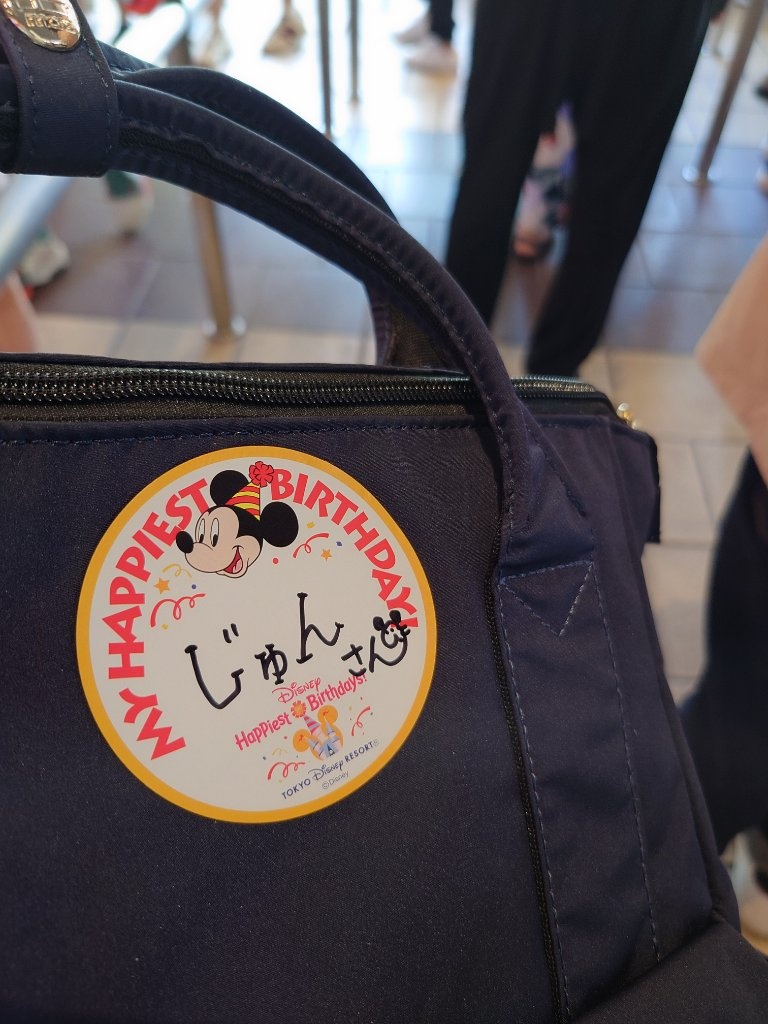 MY HAPPIEST BIRTHDAY!
じゅん
さん
Disney
Happiest Birthdays!
TOKYO Disney RESORT®
©Disney